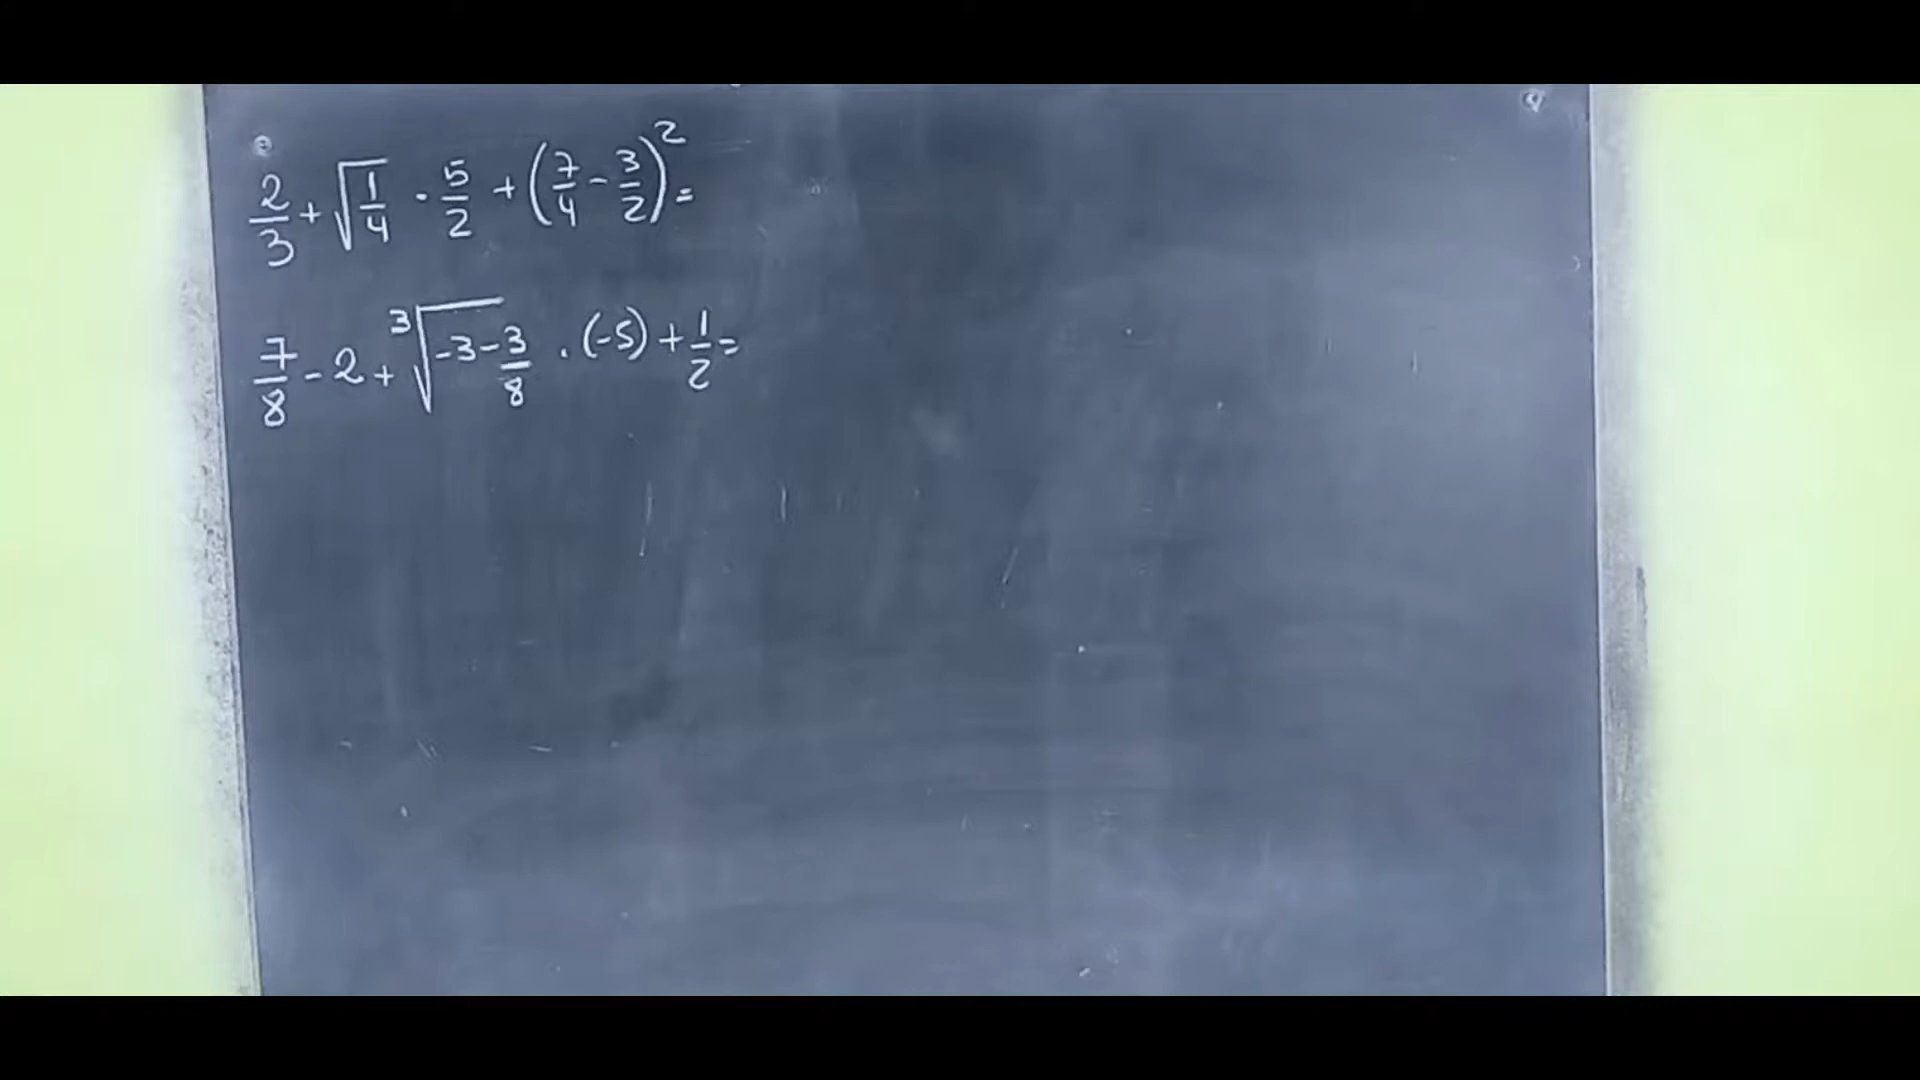 2/3 + √1/4 · 5/2 + (7/4 - 3/2)² =
7/8 - 2 + ³√-3 - 3/8 · (-5) + 1/2 =